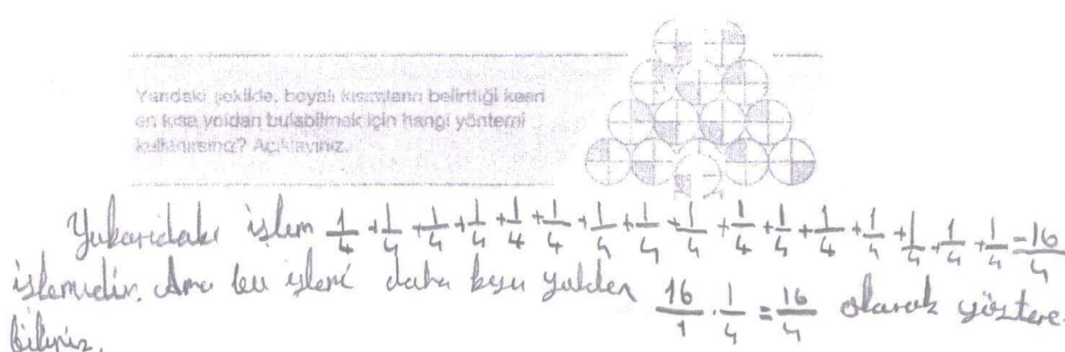 Yandaki şekilde, boyalı kısımların belirttiği kesri
en kısa yoldan bulabilmek için hangi yöntemi
kullanırsınız? Açıklayınız.
Yukarıdaki işlem 1/4 + 1/4 + 1/4 + 1/4 + 1/4 + 1/4 + 1/4 + 1/4 + 1/4 + 1/4 + 1/4 + 1/4 + 1/4 + 1/4 + 1/4 + 1/4 = 16/4
işlemidir. Ama bu işlemi daha kısa yoldan 16/1 · 1/4 = 16/4 olarak göstere-
biliriz.